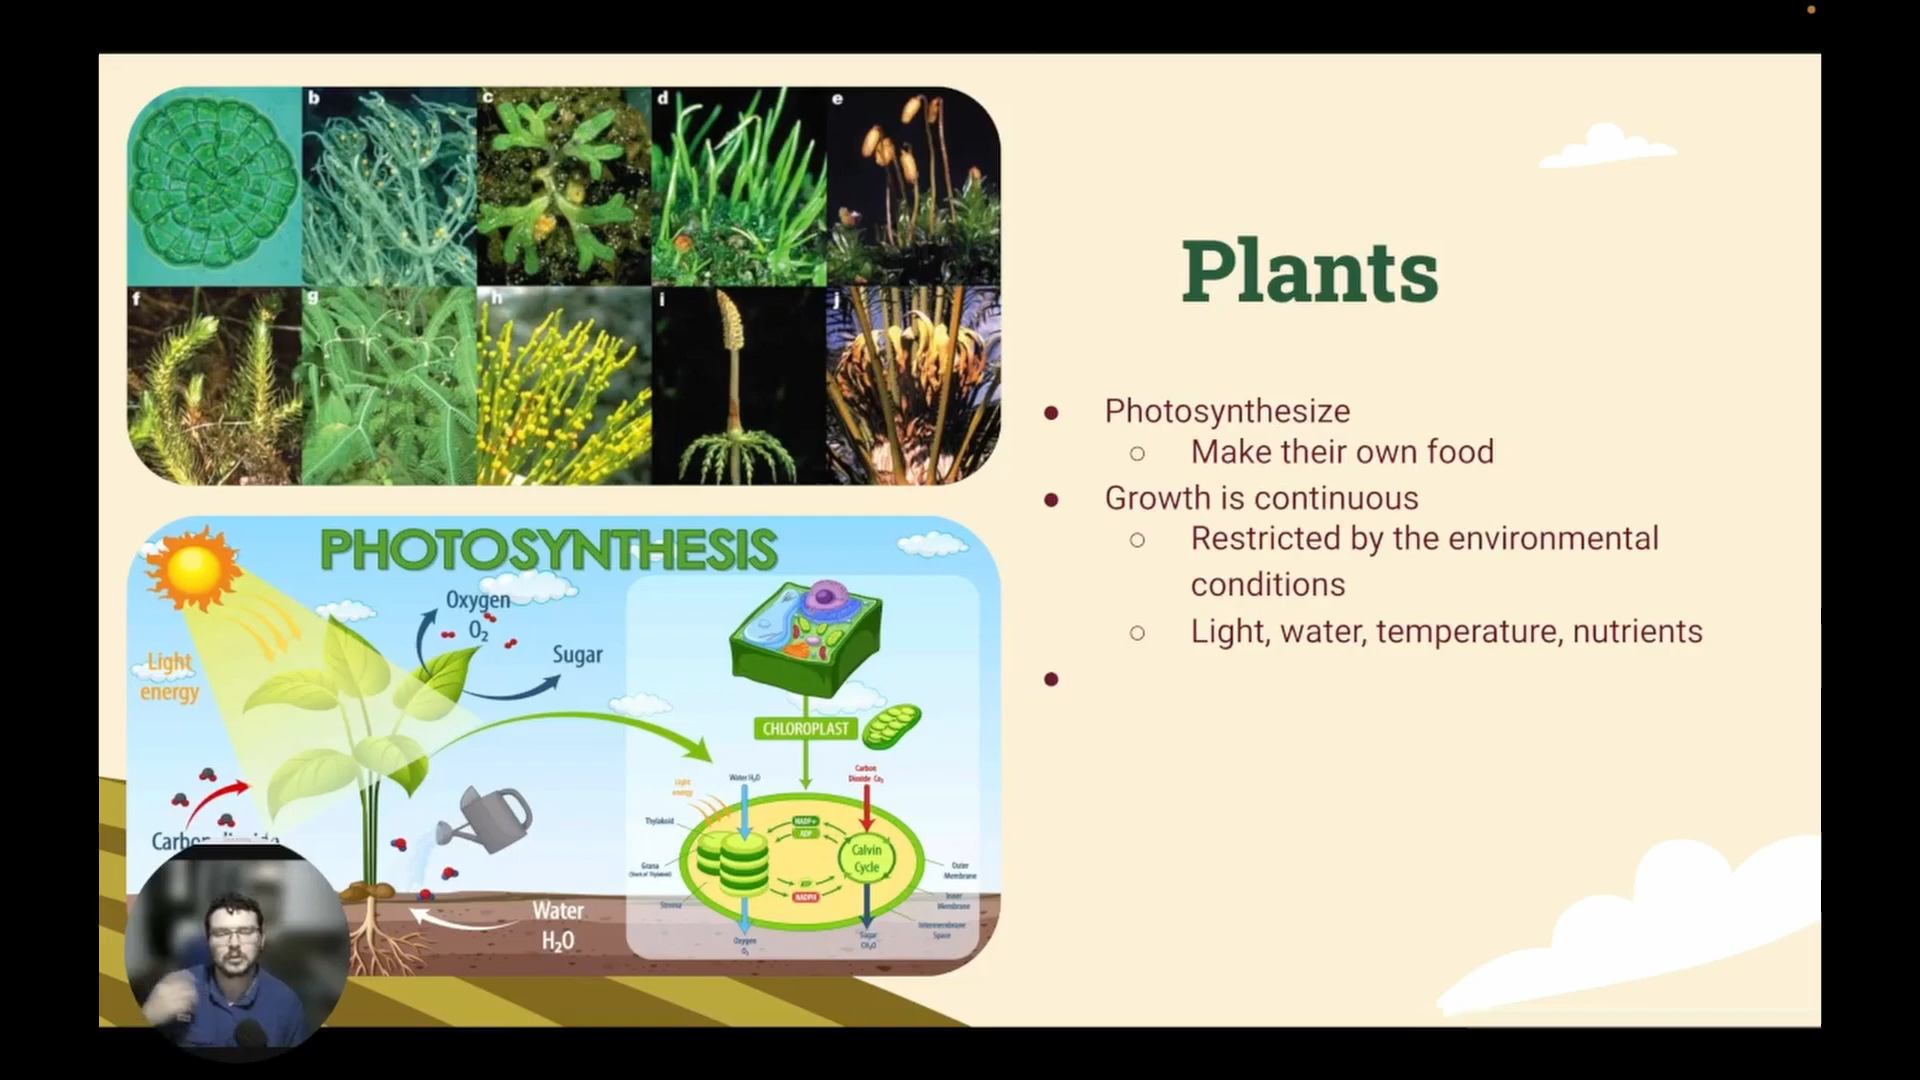 b
c
d
e
f
g
h
i
j
Plants
Photosynthesize
Make their own food
Growth is continuous
Restricted by the environmental
conditions
Light, water, temperature, nutrients
PHOTOSYNTHESIS
Oxygen
O₂
Sugar
Light
energy
CHLOROPLAST
Carbon
Dioxide Co₂
Water H₂O
Light
energy
Thylakoid
NADP+
ADP
Calvin
Cycle
Grana
(Stack of Thylakoid)
Outer
Membrane
ATP
NADPH
Stroma
Inner
Membrane
Intermembrane
Space
Oxygen
O₂
Sugar
CH₂O
Water
H₂O